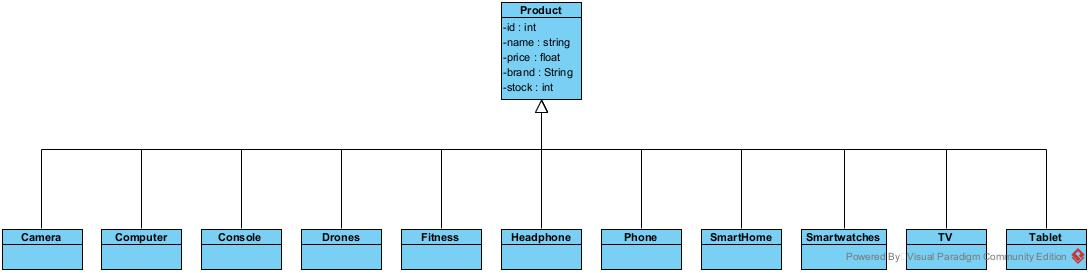 Product
-id : int
-name : string
-price : float
-brand : String
-stock : int
Camera
Computer
Console
Drones
Fitness
Headphone
Phone
SmartHome
Smartwatches
TV
Tablet
Powered By: Visual Paradigm Community Edition